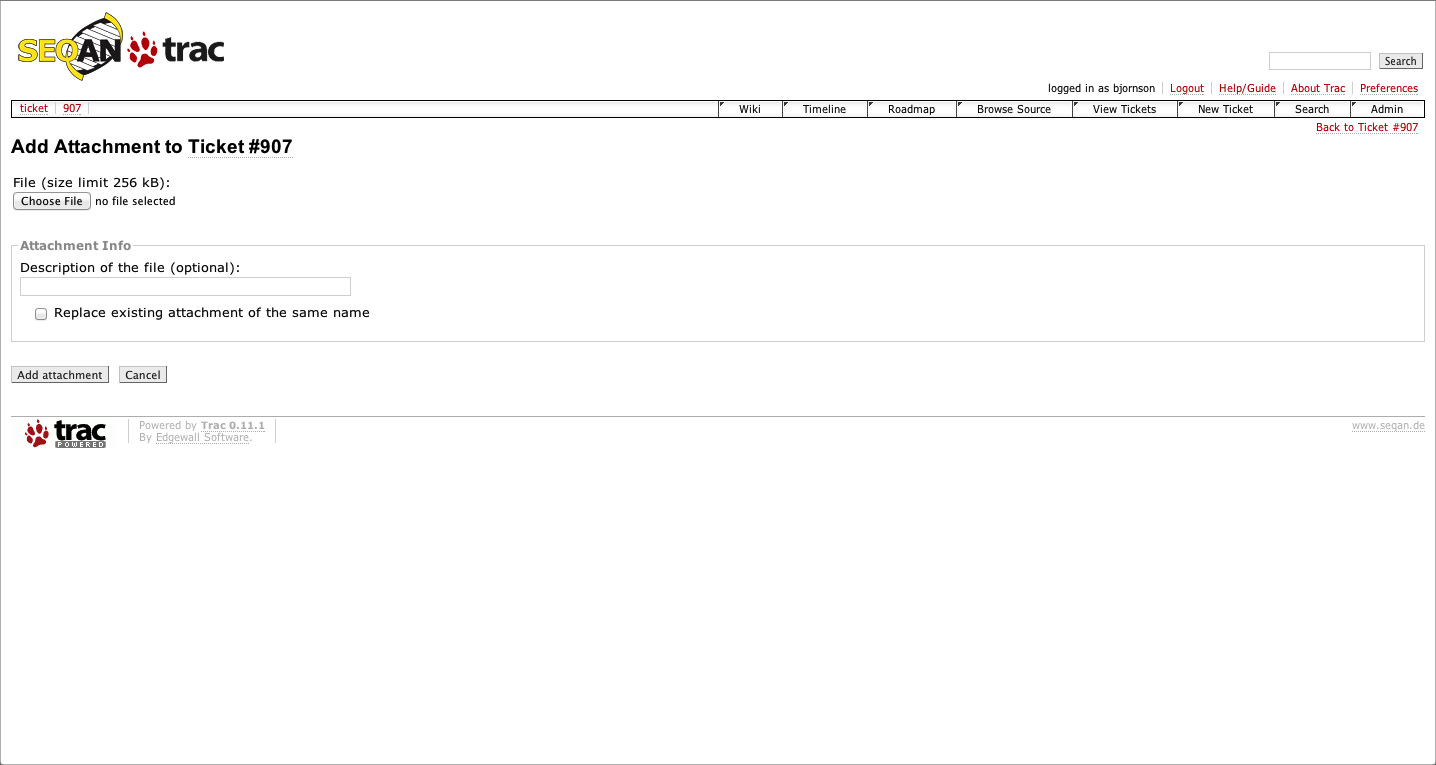 SEQAN trac
Search
logged in as bjornson Logout Help/Guide About Trac Preferences
ticket 907 Wiki Timeline Roadmap Browse Source View Tickets New Ticket Search Admin
Back to Ticket #907
Add Attachment to Ticket #907
File (size limit 256 kB):
Choose File no file selected
Attachment Info
Description of the file (optional):
Replace existing attachment of the same name
Add attachment Cancel
trac POWERED
Powered by Trac 0.11.1
By Edgewall Software.
www.seqan.de